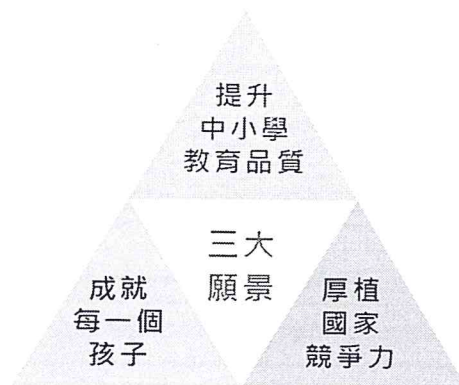 提升
中小學
教育品質
三大
願景
成就
每一個
孩子
厚植
國家
競爭力